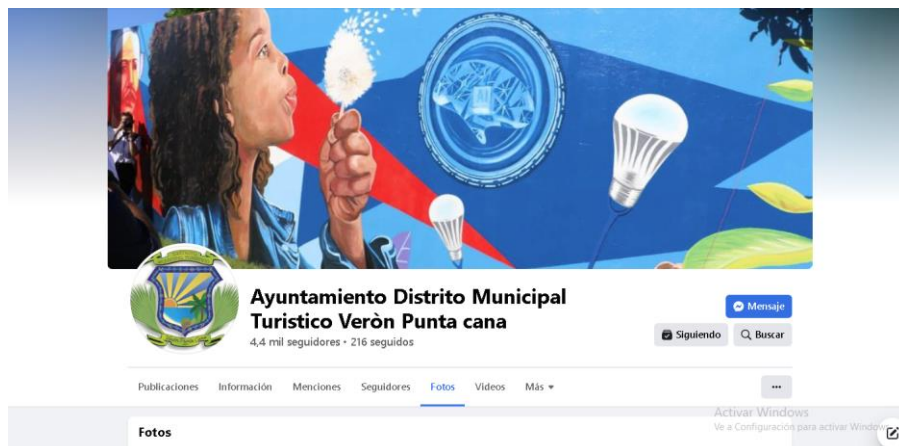 Ayuntamiento Distrito Municipal
Turistico Veròn Punta cana
4,4 mil seguidores • 216 seguidos
Mensaje
Siguiendo
Buscar
Publicaciones Información Menciones Seguidores Fotos Videos Más
Activar Windows
Ve a Configuración para activar Windows
Fotos